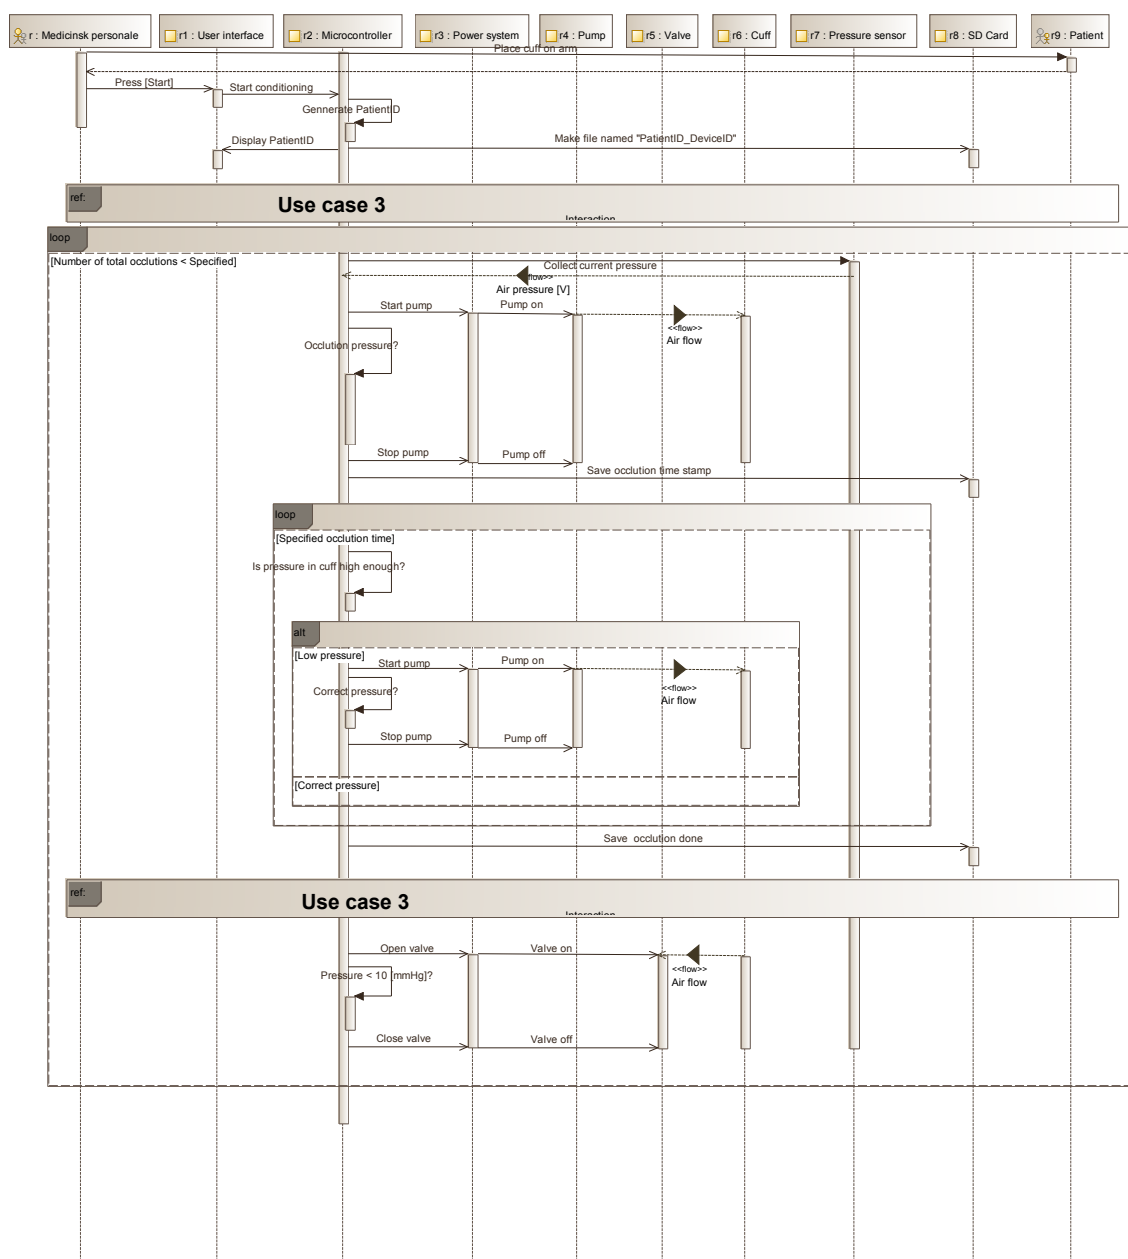 r : Medicinsk personale
r1 : User interface
r2 : Microcontroller
r3 : Power system
r4 : Pump
r5 : Valve
r6 : Cuff
r7 : Pressure sensor
r8 : SD Card
r9 : Patient
Place cuff on arm
Press [Start]
Start conditioning
Gennerate PatientID
Display PatientID
Make file named "PatientID_DeviceID"
ref:
Use case 3
Interaction
loop
[Number of total occlutions < Specified]
Collect current pressure
flow>>
Air pressure [V]
Start pump
Pump on
<<flow>>
Air flow
Occlution pressure?
Stop pump
Pump off
Save occlution time stamp
loop
[Specified occlution time]
Is pressure in cuff high enough?
alt
[Low pressure]
Start pump
Pump on
<<flow>>
Air flow
Correct pressure?
Stop pump
Pump off
[Correct pressure]
Save occlution done
ref:
Use case 3
Interaction
Open valve
Valve on
<<flow>>
Air flow
Pressure < 10 [mmHg]?
Close valve
Valve off